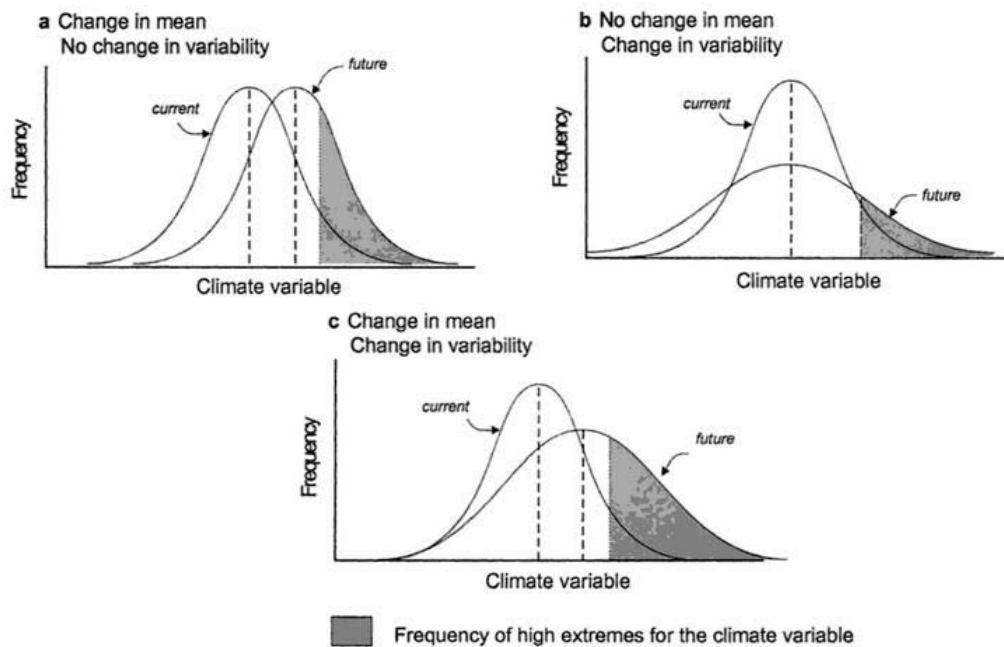 a Change in mean
No change in variability
future
current
Frequency
Climate variable
b No change in mean
Change in variability
current
future
Frequency
Climate variable
c Change in mean
Change in variability
current
future
Frequency
Climate variable
Frequency of high extremes for the climate variable